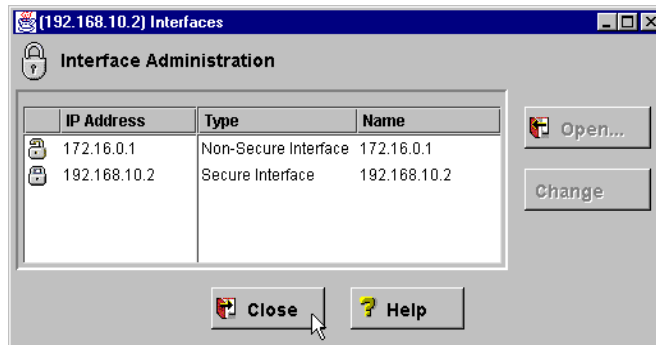 (192.168.10.2) Interfaces
Interface Administration
IP Address Type Name
172.16.0.1 Non-Secure Interface 172.16.0.1
192.168.10.2 Secure Interface 192.168.10.2
Open...
Change
Close ? Help